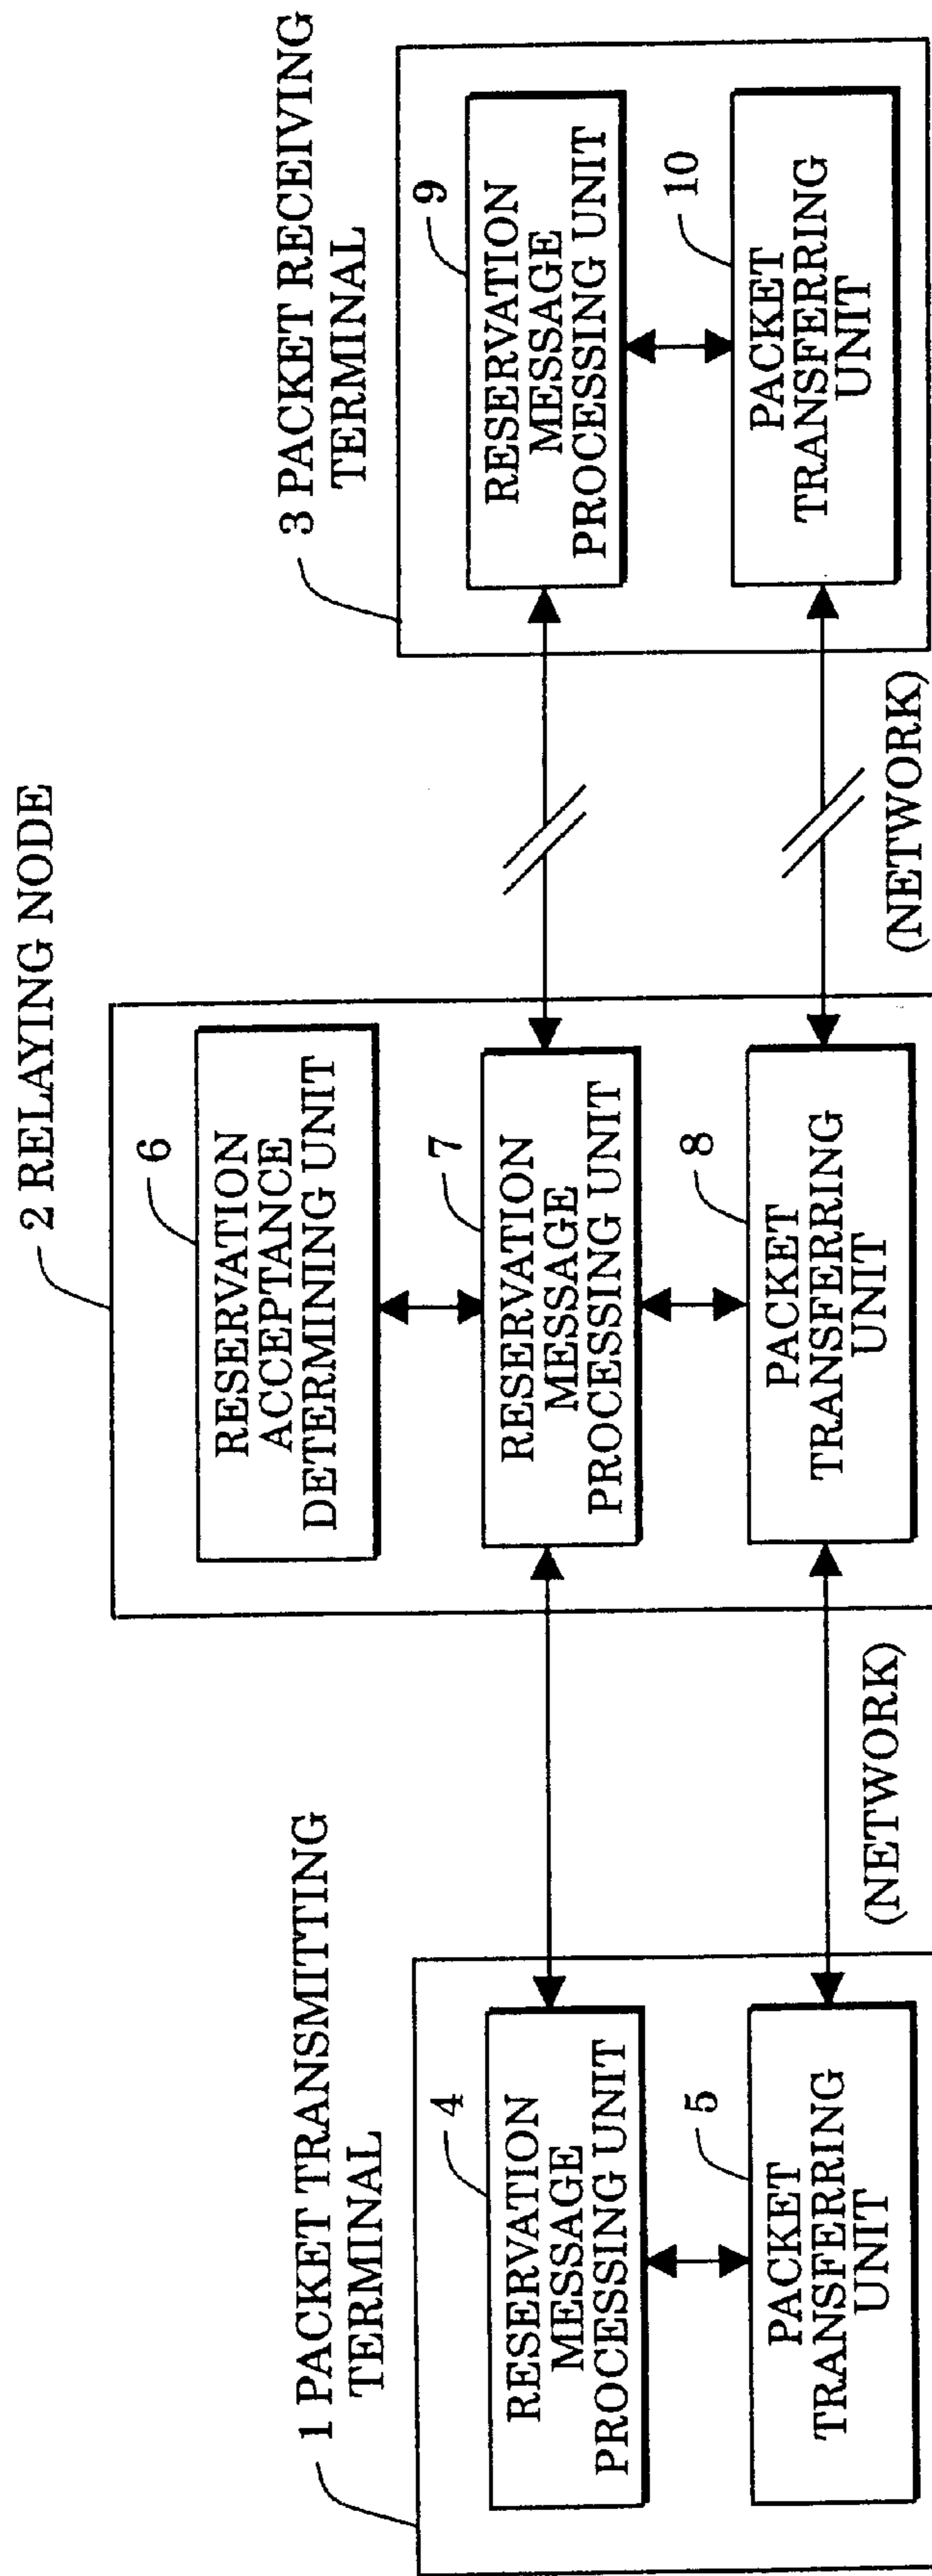 1 PACKET TRANSMITTING
TERMINAL
4
RESERVATION
MESSAGE
PROCESSING UNIT
5
PACKET
TRANSFERRING
UNIT
(NETWORK)
2 RELAYING NODE
6
RESERVATION
ACCEPTANCE
DETERMINING UNIT
7
RESERVATION
MESSAGE
PROCESSING UNIT
8
PACKET
TRANSFERRING
UNIT
(NETWORK)
3 PACKET RECEIVING
TERMINAL
9
RESERVATION
MESSAGE
PROCESSING UNIT
10
PACKET
TRANSFERRING
UNIT